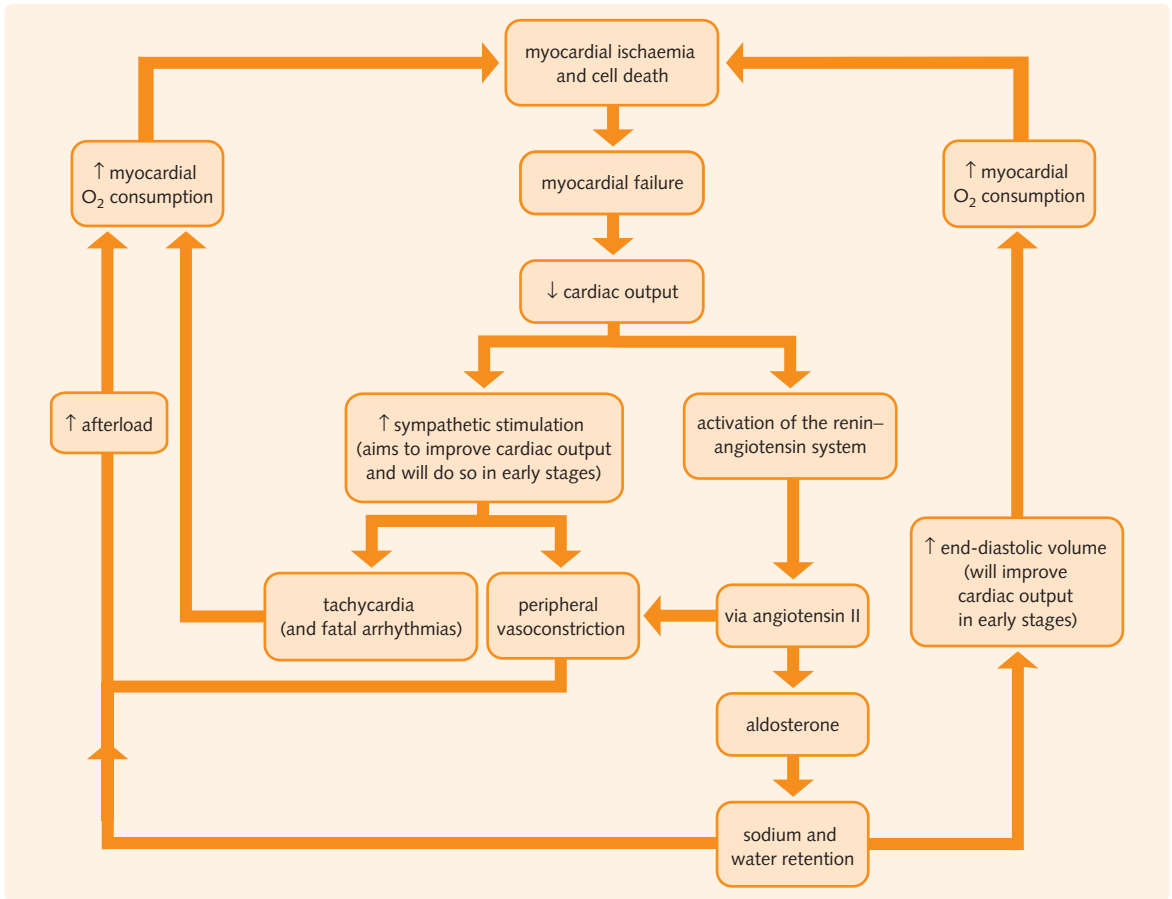 myocardial ischaemia
and cell death
↑ myocardial
O₂ consumption
↑ myocardial
O₂ consumption
myocardial failure
↓ cardiac output
↑ afterload
↑ sympathetic stimulation
(aims to improve cardiac output
and will do so in early stages)
activation of the renin–
angiotensin system
↑ end-diastolic volume
(will improve
cardiac output
in early stages)
tachycardia
(and fatal arrhythmias)
peripheral
vasoconstriction
via angiotensin II
aldosterone
sodium and
water retention